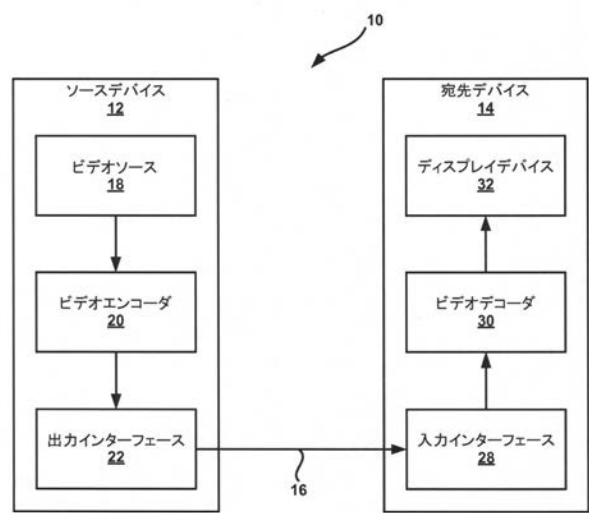 10
ソースデバイス
12
ビデオソース
18
ビデオエンコーダ
20
出力インターフェース
22
16
宛先デバイス
14
ディスプレイデバイス
32
ビデオデコーダ
30
入力インターフェース
28